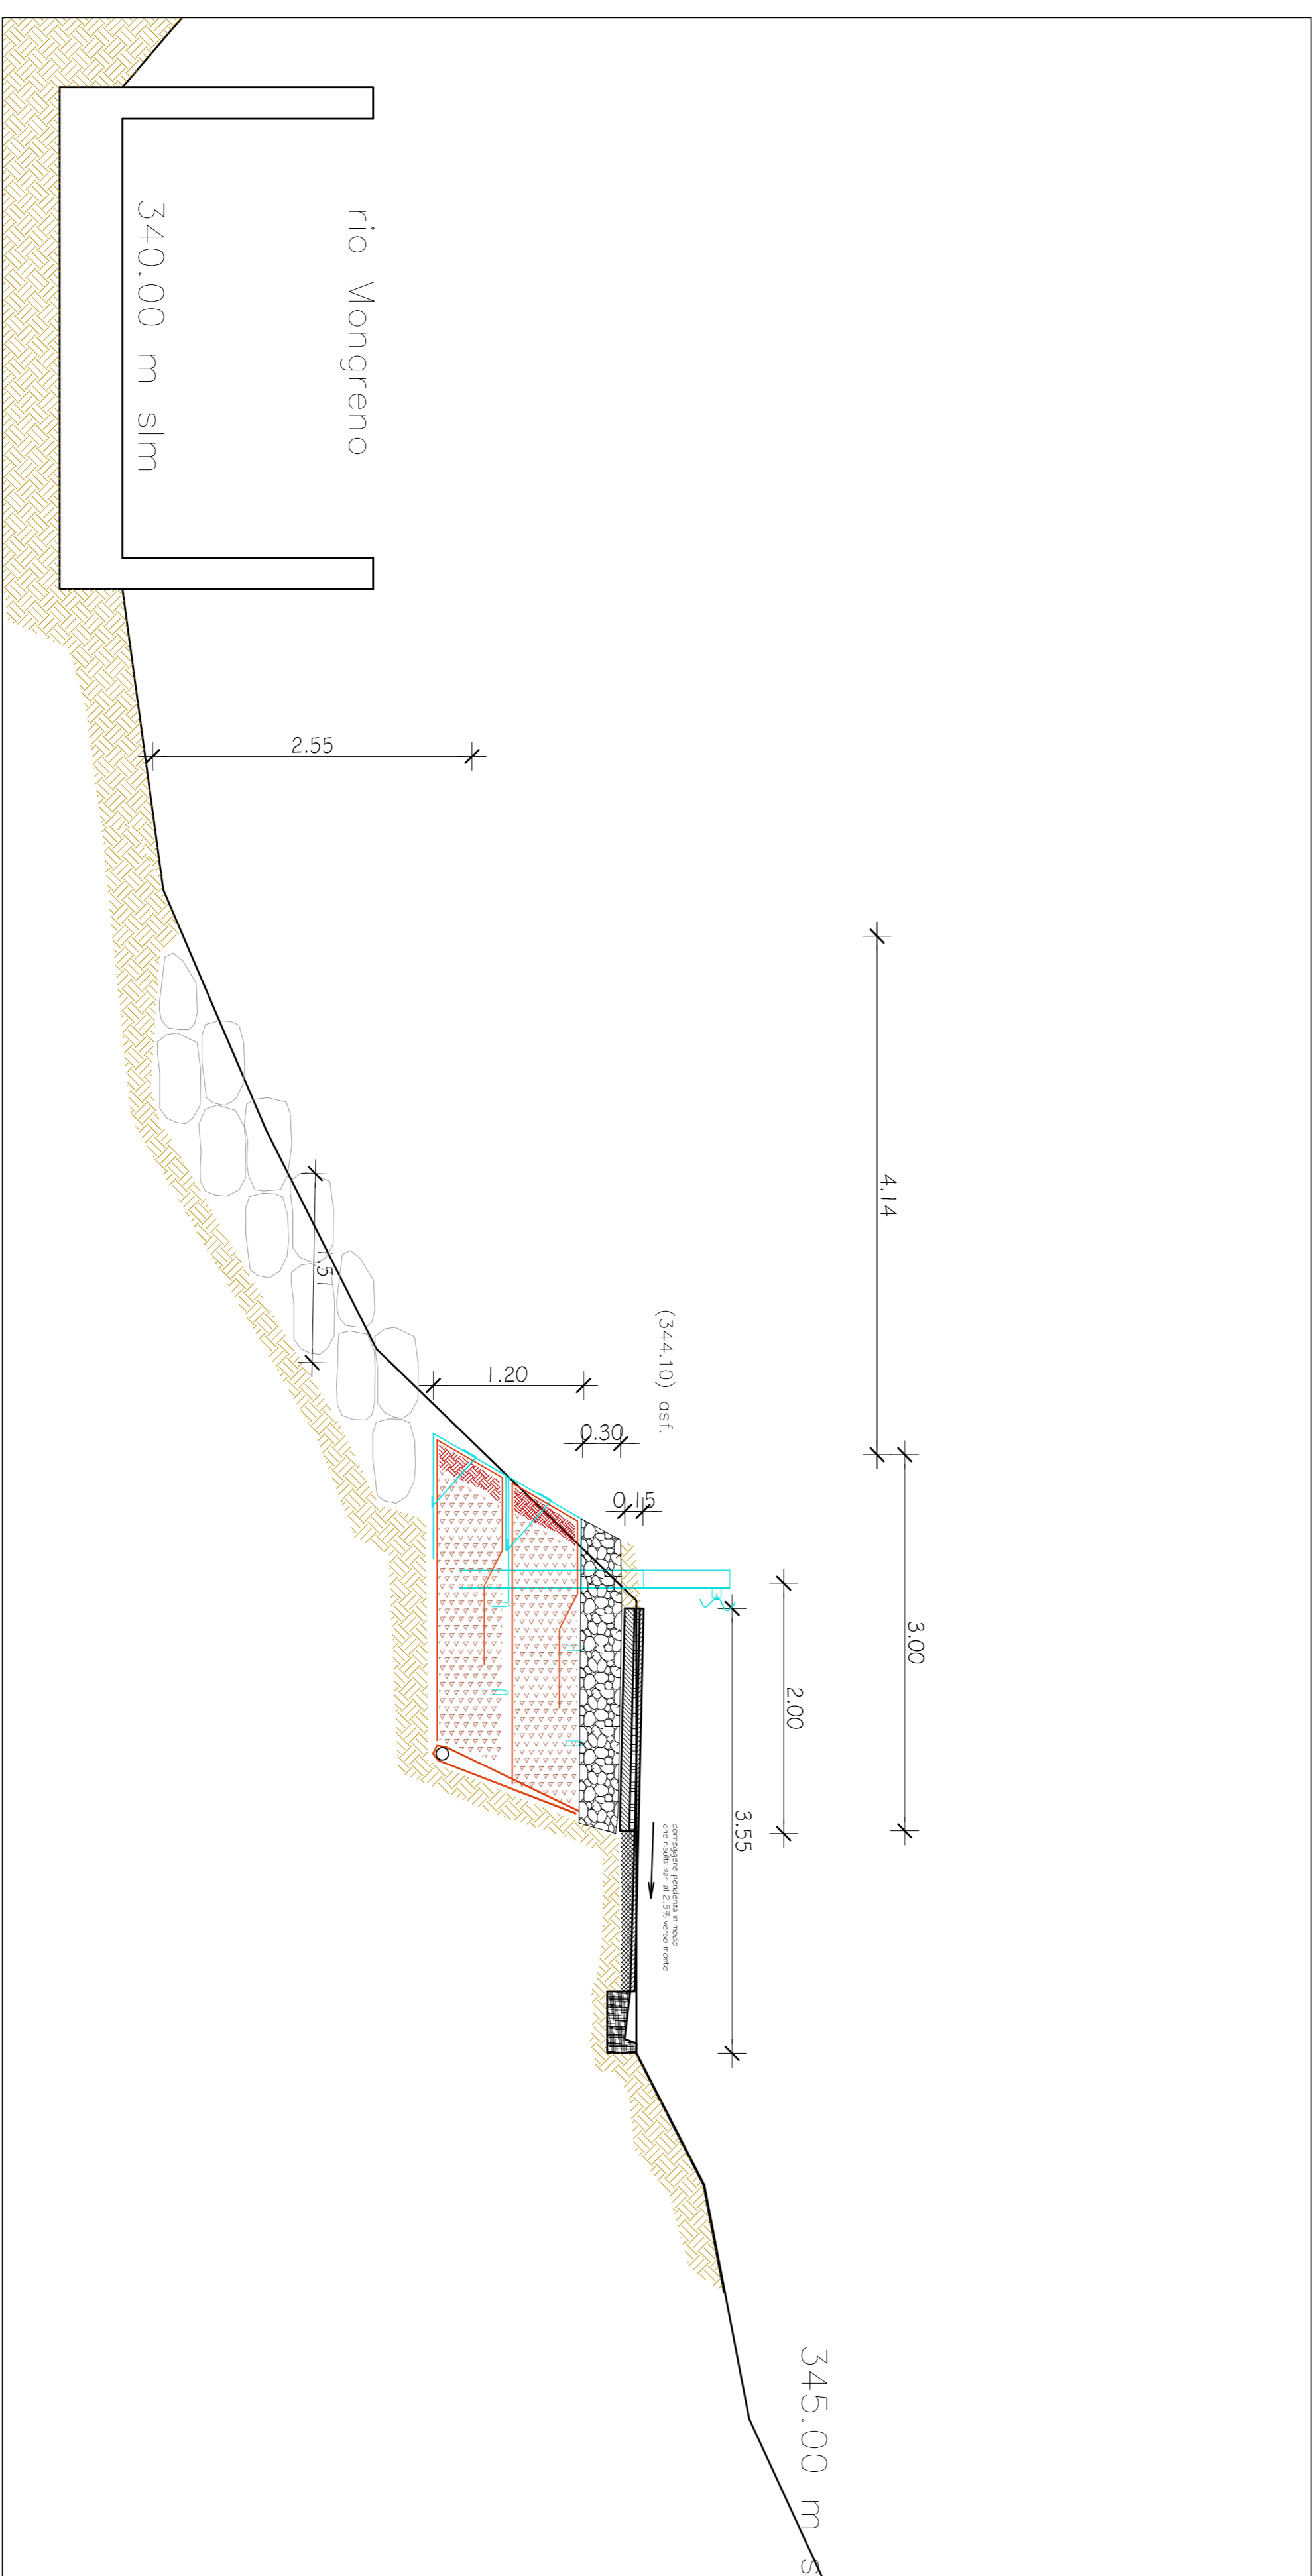 rio Mongreno
340.00 m slm
2.55
4.14
1.51
1.20
(344.10) asf.
0.30
0.15
3.00
2.00
3.55
correggere pendenza in modo
che risulti pari al 2,5% verso monte
345.00 m s